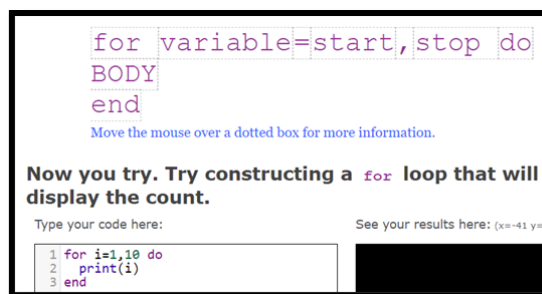 for variable=start,stop do
BODY
end
Move the mouse over a dotted box for more information.
Now you try. Try constructing a for loop that will
display the count.
Type your code here:
See your results here: (x=-41 y=
1 for i=1,10 do
2   print(i)
3 end